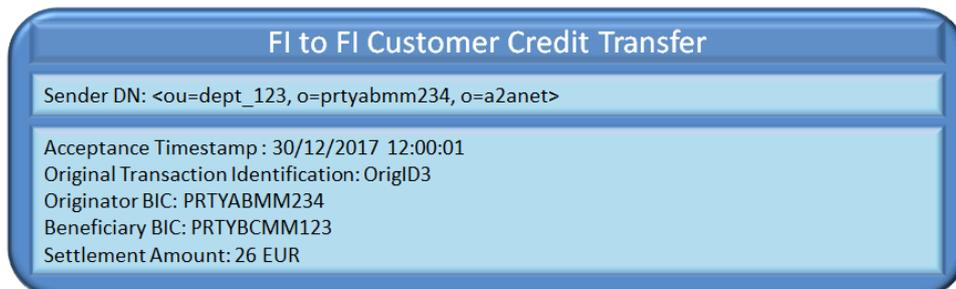 FI to FI Customer Credit Transfer
Sender DN: <ou=dept_123, o=prtyabmm234, o=a2anet>
Acceptance Timestamp : 30/12/2017 12:00:01
Original Transaction Identification: OrigID3
Originator BIC: PRTYABMM234
Beneficiary BIC: PRTYBCMM123
Settlement Amount: 26 EUR